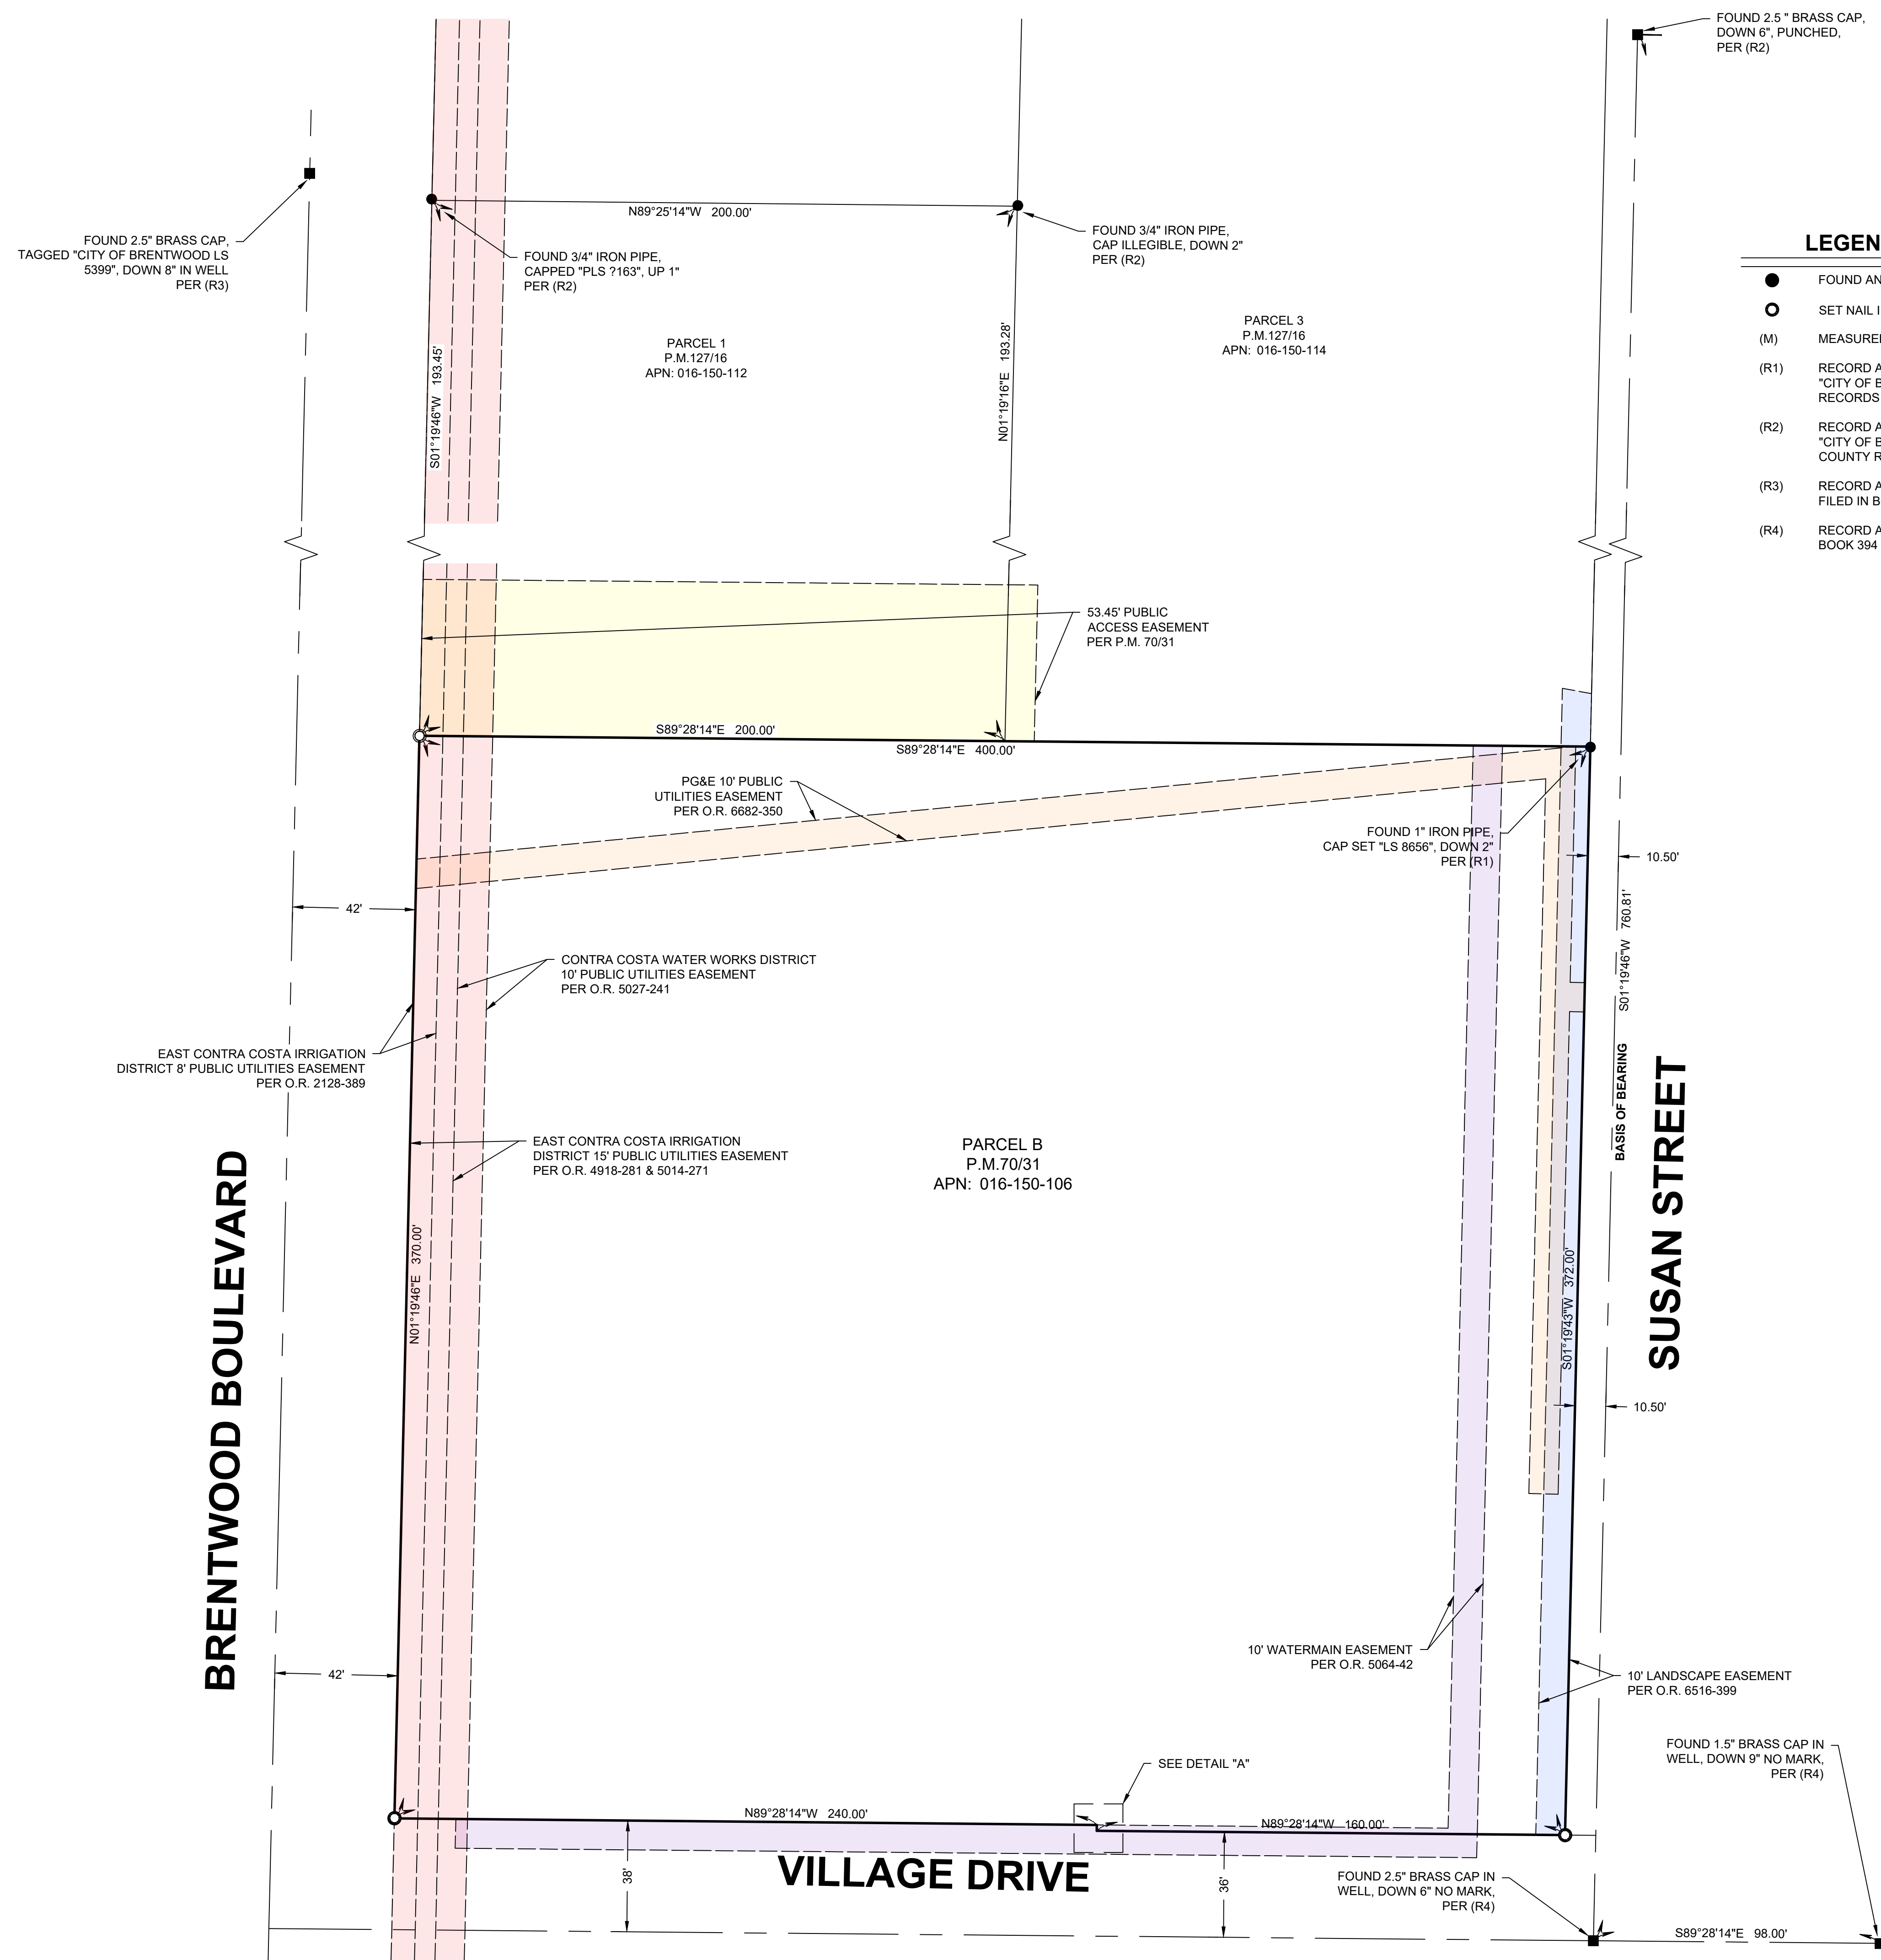 FOUND 2.5 " BRASS CAP,
DOWN 6", PUNCHED,
PER (R2)
FOUND 2.5" BRASS CAP,
TAGGED "CITY OF BRENTWOOD LS
5399", DOWN 8" IN WELL
PER (R3)
N89°25'14"W 200.00'
FOUND 3/4" IRON PIPE,
CAPPED "PLS ?163", UP 1"
PER (R2)
FOUND 3/4" IRON PIPE,
CAP ILLEGIBLE, DOWN 2"
PER (R2)
LEGEN
FOUND AN
SET NAIL I
(M) MEASURE
(R1) RECORD A
"CITY OF B
RECORDS
(R2) RECORD A
"CITY OF B
COUNTY R
(R3) RECORD A
FILED IN B
(R4) RECORD A
BOOK 394
S01°19'46"W 193.45'
PARCEL 1
P.M.127/16
APN: 016-150-112
N01°19'16"E 193.28'
PARCEL 3
P.M.127/16
APN: 016-150-114
53.45' PUBLIC
ACCESS EASEMENT
PER P.M. 70/31
S89°28'14"E 200.00'
S89°28'14"E 400.00'
PG&E 10' PUBLIC
UTILITIES EASEMENT
PER O.R. 6682-350
FOUND 1" IRON PIPE,
CAP SET "LS 8656", DOWN 2"
PER (R1)
10.50'
42'
S01°19'46"W 760.81'
BASIS OF BEARING
CONTRA COSTA WATER WORKS DISTRICT
10' PUBLIC UTILITIES EASEMENT
PER O.R. 5027-241
EAST CONTRA COSTA IRRIGATION
DISTRICT 8' PUBLIC UTILITIES EASEMENT
PER O.R. 2128-389
EAST CONTRA COSTA IRRIGATION
DISTRICT 15' PUBLIC UTILITIES EASEMENT
PER O.R. 4918-281 & 5014-271
PARCEL B
P.M.70/31
APN: 016-150-106
BRENTWOOD BOULEVARD
SUSAN STREET
N01°19'46"E 370.00'
S01°19'43"W 372.00'
10.50'
42'
10' WATERMAIN EASEMENT
PER O.R. 5064-42
10' LANDSCAPE EASEMENT
PER O.R. 6516-399
FOUND 1.5" BRASS CAP IN
WELL, DOWN 9" NO MARK,
PER (R4)
SEE DETAIL "A"
N89°28'14"W 240.00'
N89°28'14"W 160.00'
38'
VILLAGE DRIVE
36'
FOUND 2.5" BRASS CAP IN
WELL, DOWN 6" NO MARK,
PER (R4)
S89°28'14"E 98.00'